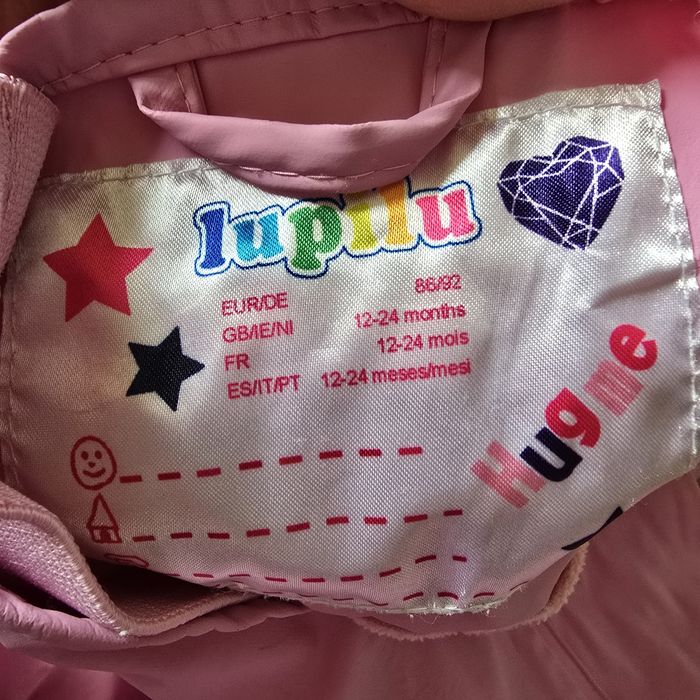 lupilu
EUR/DE 86/92
GB/IE/NI 12-24 months
FR 12-24 mois
ES/IT/PT 12-24 meses/mesi
Hug me